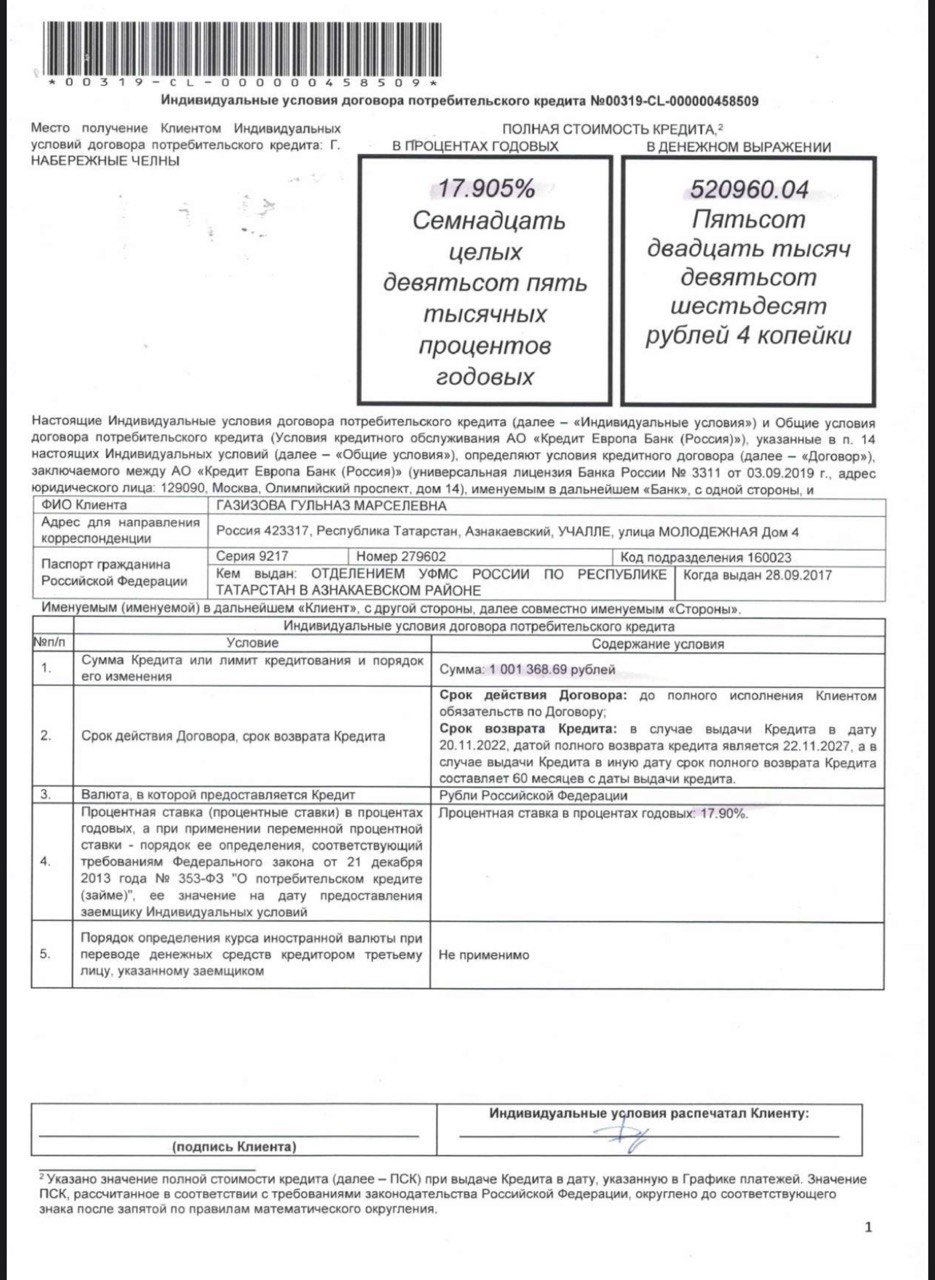 *00319-CL-000000458509*
Индивидуальные условия договора потребительского кредита №00319-CL-000000458509
Место получение Клиентом Индивидуальных
условий договора потребительского кредита: Г.
НАБЕРЕЖНЫЕ ЧЕЛНЫ
ПОЛНАЯ СТОИМОСТЬ КРЕДИТА,²
В ПРОЦЕНТАХ ГОДОВЫХ
17.905%
Семнадцать
целых
девятьсот пять
тысячных
процентов
годовых
В ДЕНЕЖНОМ ВЫРАЖЕНИИ
520960.04
Пятьсот
двадцать тысяч
девятьсот
шестьдесят
рублей 4 копейки
Настоящие Индивидуальные условия договора потребительского кредита (далее – «Индивидуальные условия») и Общие условия
договора потребительского кредита (Условия кредитного обслуживания АО «Кредит Европа Банк (Россия)»), указанные в п. 14
настоящих Индивидуальных условий (далее – «Общие условия»), определяют условия кредитного договора (далее – «Договор»),
заключаемого между АО «Кредит Европа Банк (Россия)» (универсальная лицензия Банка России № 3311 от 03.09.2019 г., адрес
юридического лица: 129090, Москва, Олимпийский проспект, дом 14), именуемым в дальнейшем «Банк», с одной стороны, и
ФИО Клиента
ГАЗИЗОВА ГУЛЬНАЗ МАРСЕЛЕВНА
Адрес для направления
корреспонденции
Россия 423317, Республика Татарстан, Азнакаевский, УЧАЛЛЕ, улица МОЛОДЕЖНАЯ Дом 4
Паспорт гражданина
Российской Федерации
Серия 9217
Номер 279602
Код подразделения 160023
Кем выдан: ОТДЕЛЕНИЕМ УФМС РОССИИ ПО РЕСПУБЛИКЕ
ТАТАРСТАН В АЗНАКАЕВСКОМ РАЙОНЕ
Когда выдан 28.09.2017
Именуемым (именуемой) в дальнейшем «Клиент», с другой стороны, далее совместно именуемым «Стороны».
Индивидуальные условия договора потребительского кредита
№п/п
Условие
Содержание условия
1.
Сумма Кредита или лимит кредитования и порядок
его изменения
Сумма: 1 001 368.69 рублей
2.
Срок действия Договора, срок возврата Кредита
Срок действия Договора: до полного исполнения Клиентом
обязательств по Договору;
Срок возврата Кредита: в случае выдачи Кредита в дату
20.11.2022, датой полного возврата кредита является 22.11.2027, а в
случае выдачи Кредита в иную дату срок полного возврата Кредита
составляет 60 месяцев с даты выдачи кредита.
3.
Валюта, в которой предоставляется Кредит
Рубли Российской Федерации
4.
Процентная ставка (процентные ставки) в процентах
годовых, а при применении переменной процентной
ставки - порядок ее определения, соответствующий
требованиям Федерального закона от 21 декабря
2013 года № 353-ФЗ "О потребительском кредите
(займе)", ее значение на дату предоставления
заемщику Индивидуальных условий
Процентная ставка в процентах годовых: 17.90%.
5.
Порядок определения курса иностранной валюты при
переводе денежных средств кредитором третьему
лицу, указанному заемщиком
Не применимо
(подпись Клиента)
Индивидуальные условия распечатал Клиенту:
² Указано значение полной стоимости кредита (далее – ПСК) при выдаче Кредита в дату, указанную в Графике платежей. Значение
ПСК, рассчитанное в соответствии с требованиями законодательства Российской Федерации, округлено до соответствующего
знака после запятой по правилам математического округления.
1